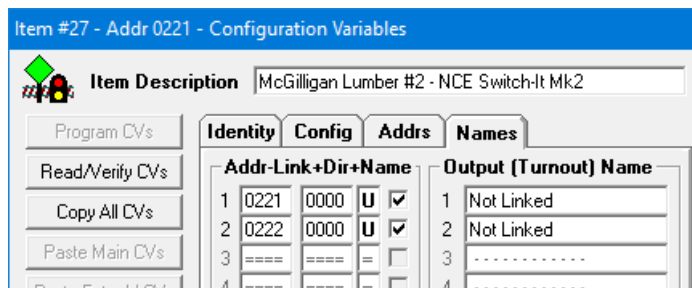 Item #27 - Addr 0221 - Configuration Variables
Item Description McGilligan Lumber #2 - NCE Switch-It Mk2
Program CVs Identity Config Addrs Names
Read/Verify CVs Addr-Link+Dir+Name Output (Turnout) Name
1 0221 0000 U 1 Not Linked
Copy All CVs 2 0222 0000 U 2 Not Linked
Paste Main CVs 3 ==== ==== = 3 - - - - - - - - - - - -